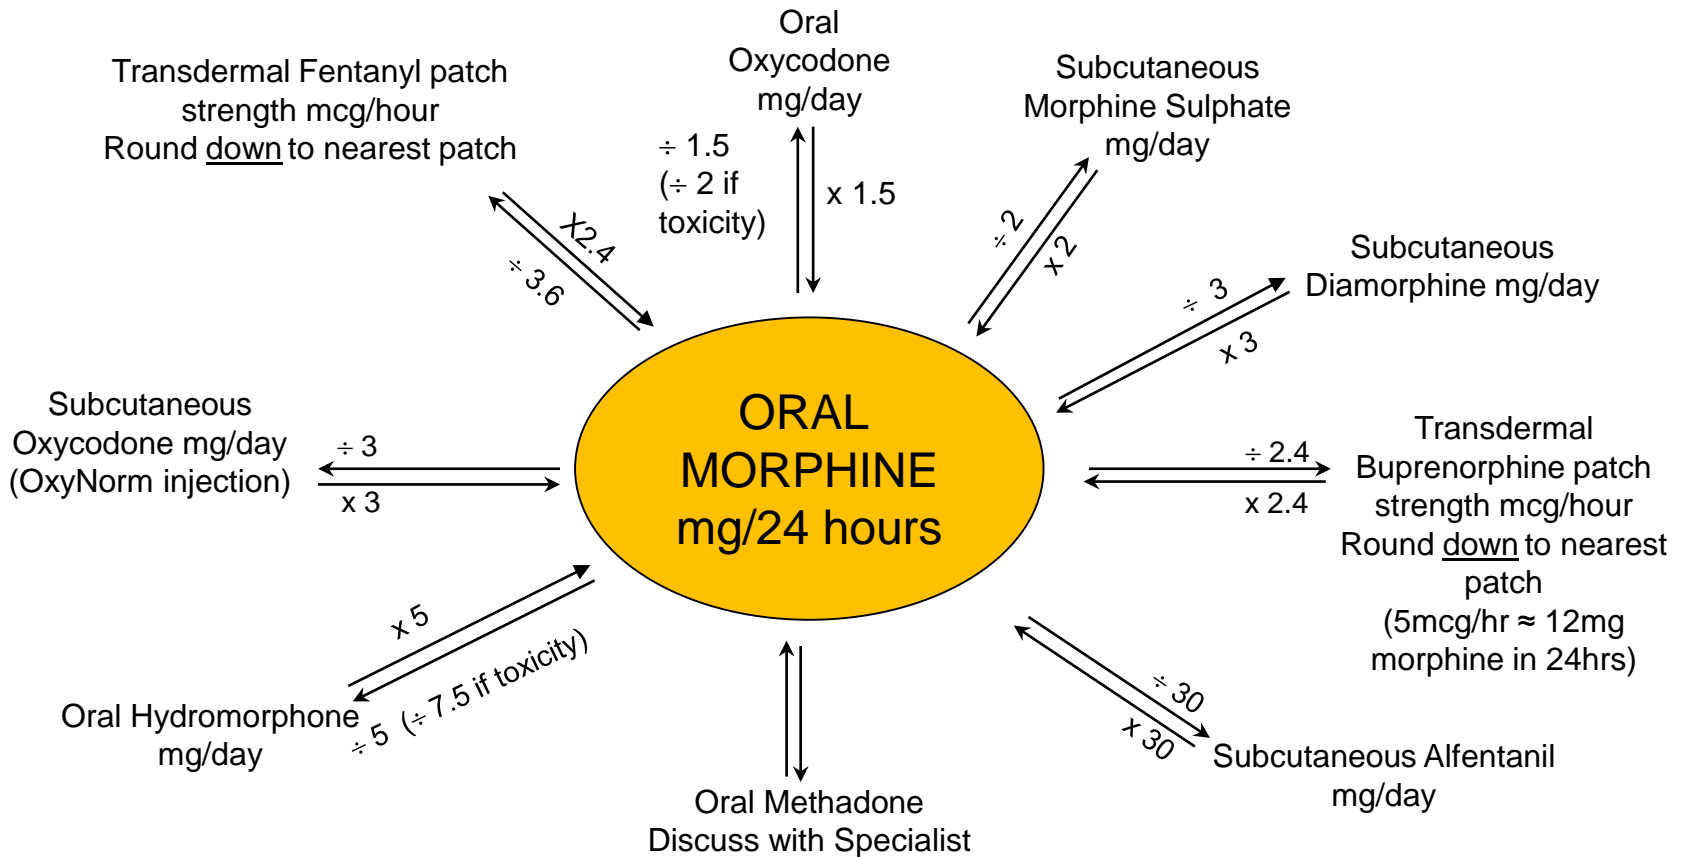 Oral
Oxycodone
mg/day
Transdermal Fentanyl patch
strength mcg/hour
Round down to nearest patch
Subcutaneous
Morphine Sulphate
mg/day
÷ 1.5
(÷ 2 if
toxicity)
x 1.5
X2.4
÷ 3.6
÷ 2
x 2
Subcutaneous
Diamorphine mg/day
÷ 3
x 3
Subcutaneous
Oxycodone mg/day
(OxyNorm injection)
÷ 3
x 3
ORAL
MORPHINE
mg/24 hours
÷ 2.4
x 2.4
Transdermal
Buprenorphine patch
strength mcg/hour
Round down to nearest
patch
(5mcg/hr ≈ 12mg
morphine in 24hrs)
x 5
÷ 5 (÷ 7.5 if toxicity)
Oral Hydromorphone
mg/day
÷ 30
x 30
Subcutaneous Alfentanil
mg/day
Oral Methadone
Discuss with Specialist